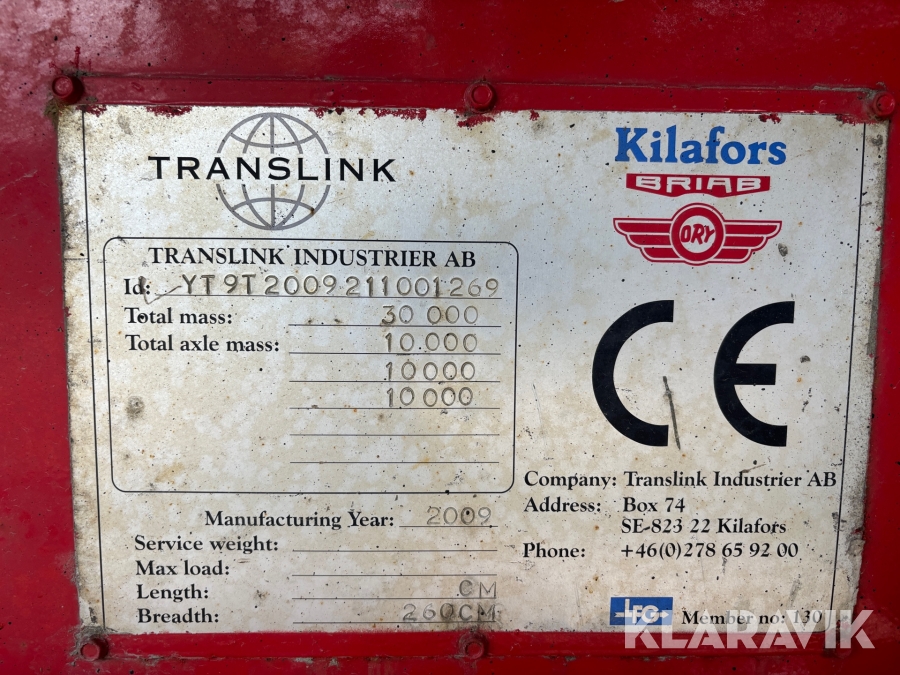 TRANSLINK
Kilafors
BRIAB
ORY
TRANSLINK INDUSTRIER AB
Id: YT9T2009211001269
Total mass: 30 000
Total axle mass: 10.000
10000
10 000
Manufacturing Year: 2009
Service weight:
Max load:
Length: CM
Breadth: 260CM
CE
Company: Translink Industrier AB
Address: Box 74
SE-823 22 Kilafors
Phone: +46(0)278 65 92 00
LFG
Member no: 130
KLARAVIK